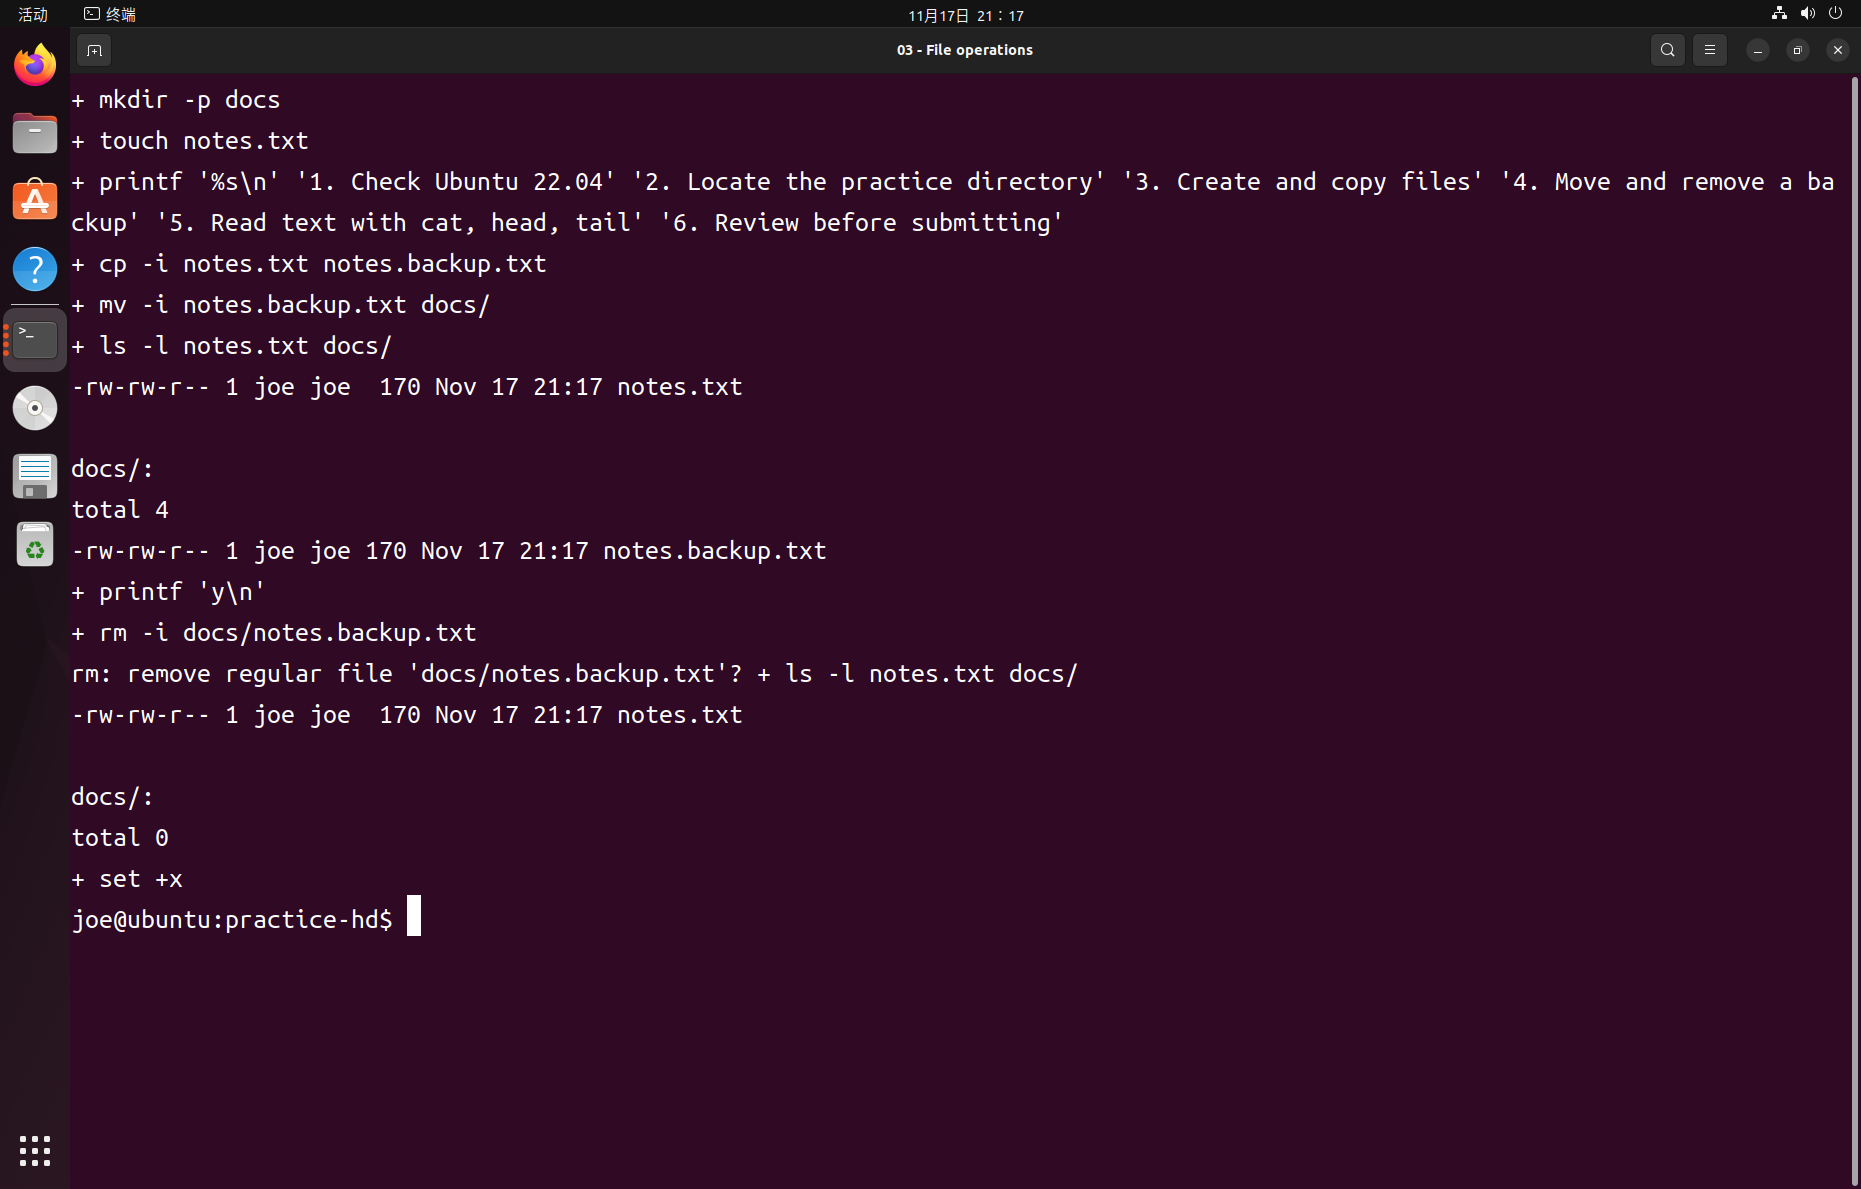 活动 终端 11月17日 21：17
03 - File operations
+ mkdir -p docs
+ touch notes.txt
+ printf '%s\n' '1. Check Ubuntu 22.04' '2. Locate the practice directory' '3. Create and copy files' '4. Move and remove a ba
ckup' '5. Read text with cat, head, tail' '6. Review before submitting'
+ cp -i notes.txt notes.backup.txt
+ mv -i notes.backup.txt docs/
+ ls -l notes.txt docs/
-rw-rw-r-- 1 joe joe  170 Nov 17 21:17 notes.txt
docs/:
total 4
-rw-rw-r-- 1 joe joe 170 Nov 17 21:17 notes.backup.txt
+ printf 'y\n'
+ rm -i docs/notes.backup.txt
rm: remove regular file 'docs/notes.backup.txt'? + ls -l notes.txt docs/
-rw-rw-r-- 1 joe joe  170 Nov 17 21:17 notes.txt
docs/:
total 0
+ set +x
joe@ubuntu:practice-hd$